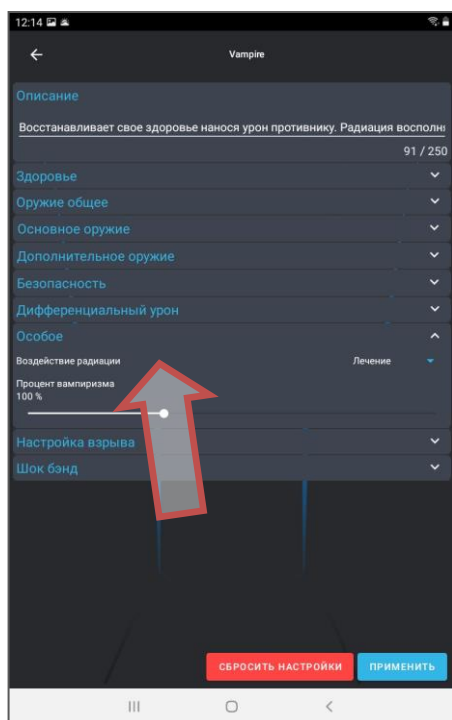 12:14
Vampire
Описание
Восстанавливает свое здоровье нанося урон противнику. Радиация восполн
91 / 250
Здоровье
Оружие общее
Основное оружие
Дополнительное оружие
Безопасность
Дифференциальный урон
Особое
Воздействие радиации Лечение
Процент вампиризма
100 %
Настройка взрыва
Шок бэнд
СБРОСИТЬ НАСТРОЙКИ ПРИМЕНИТЬ